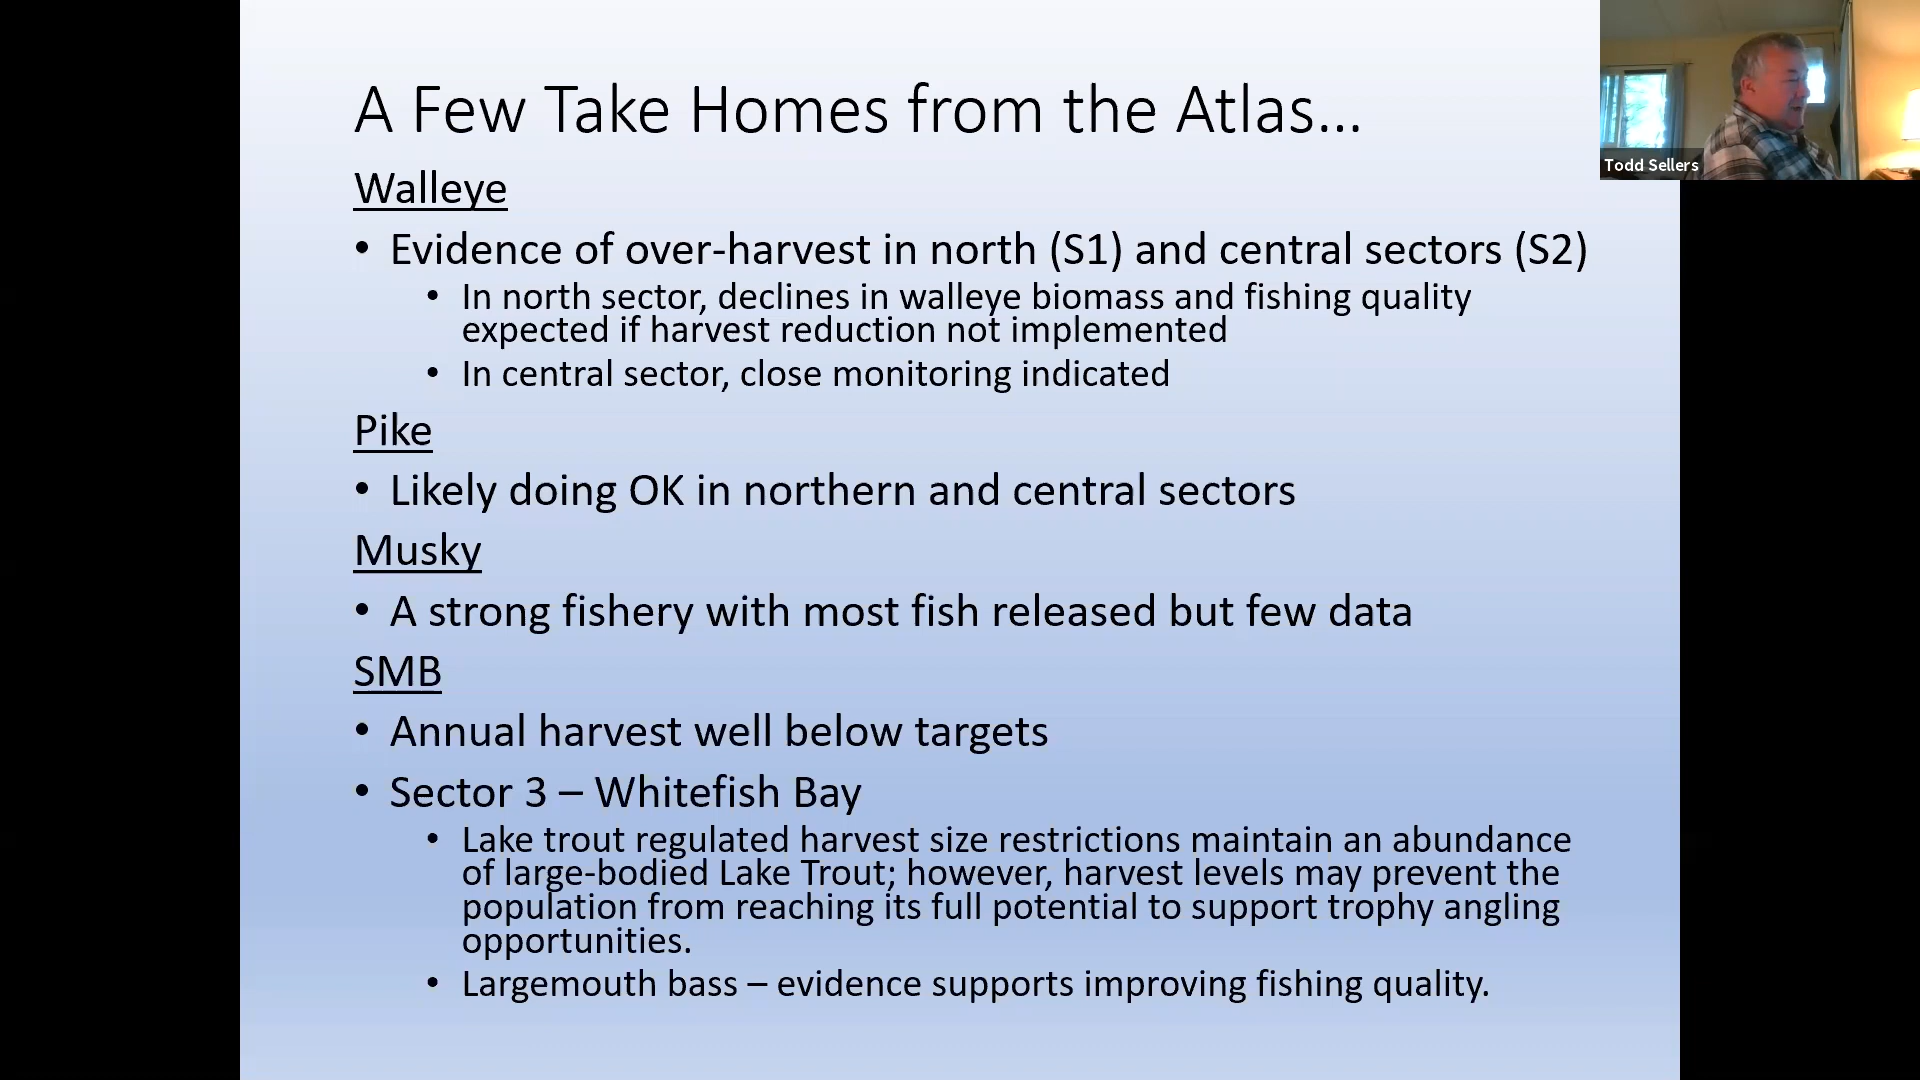 A Few Take Homes from the Atlas...
Todd Sellers
Walleye
• Evidence of over-harvest in north (S1) and central sectors (S2)
• In north sector, declines in walleye biomass and fishing quality
expected if harvest reduction not implemented
• In central sector, close monitoring indicated
Pike
• Likely doing OK in northern and central sectors
Musky
• A strong fishery with most fish released but few data
SMB
• Annual harvest well below targets
• Sector 3 – Whitefish Bay
• Lake trout regulated harvest size restrictions maintain an abundance
of large-bodied Lake Trout; however, harvest levels may prevent the
population from reaching its full potential to support trophy angling
opportunities.
• Largemouth bass – evidence supports improving fishing quality.